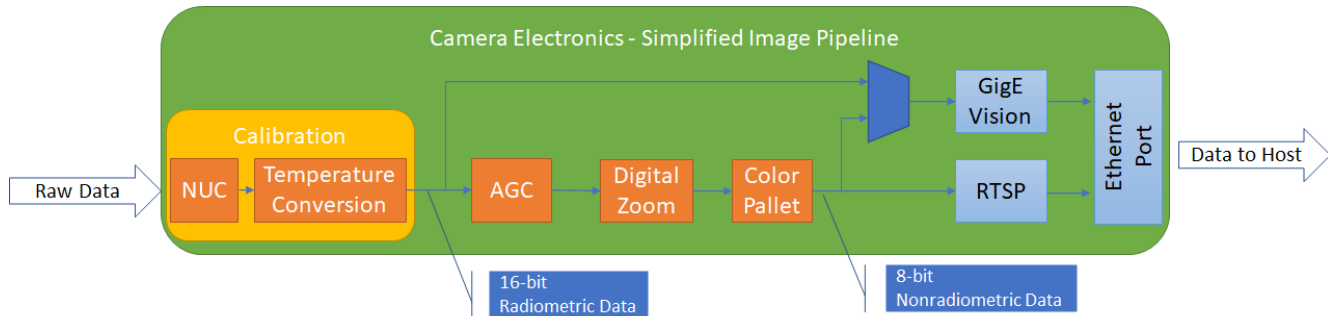 Camera Electronics - Simplified Image Pipeline
Raw Data
Calibration
NUC
Temperature
Conversion
AGC
Digital
Zoom
Color
Pallet
GigE
Vision
RTSP
Ethernet
Port
Data to Host
16-bit
Radiometric Data
8-bit
Nonradiometric Data